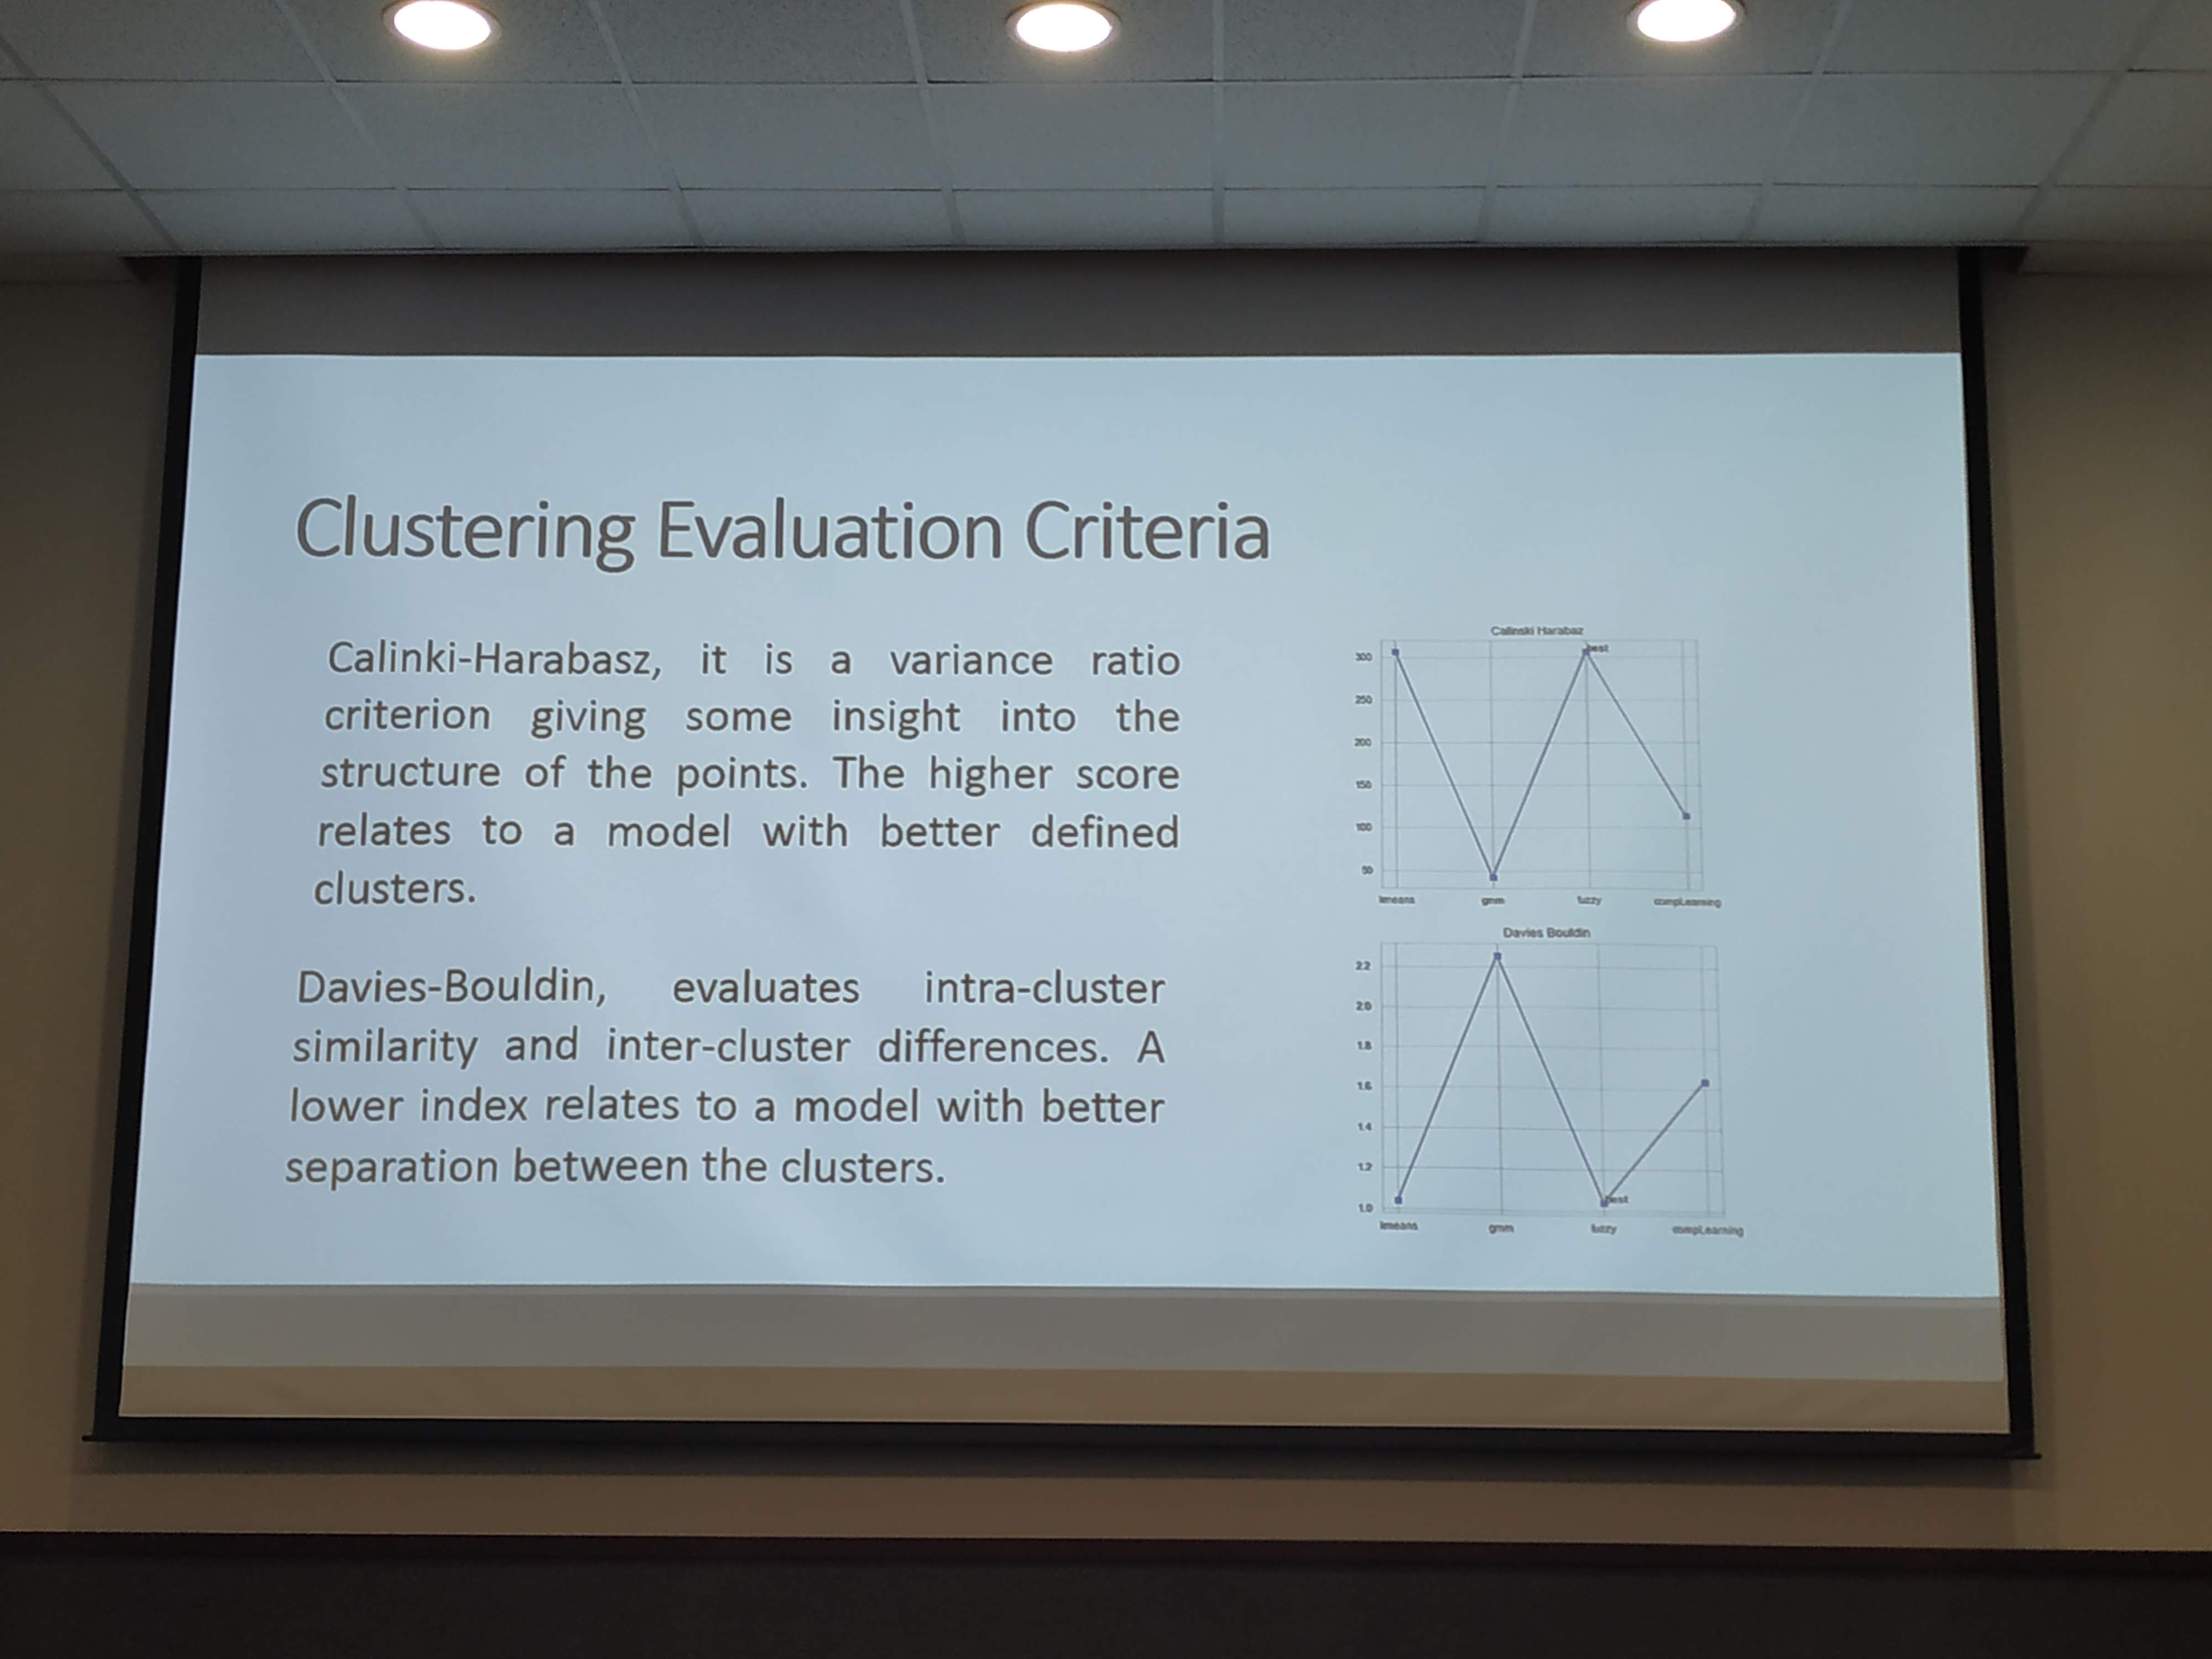 Clustering Evaluation Criteria
Calinki-Harabasz, it is a variance ratio
criterion giving some insight into the
structure of the points. The higher score
relates to a model with better defined
clusters.
Davies-Bouldin, evaluates intra-cluster
similarity and inter-cluster differences. A
lower index relates to a model with better
separation between the clusters.
Calinski Harabaz
best
300
250
200
150
100
50
kmeans gmm fuzzy compLearning
Davies Bouldin
2.2
2.0
1.8
1.6
1.4
1.2
best
1.0
kmeans gmm fuzzy compLearning